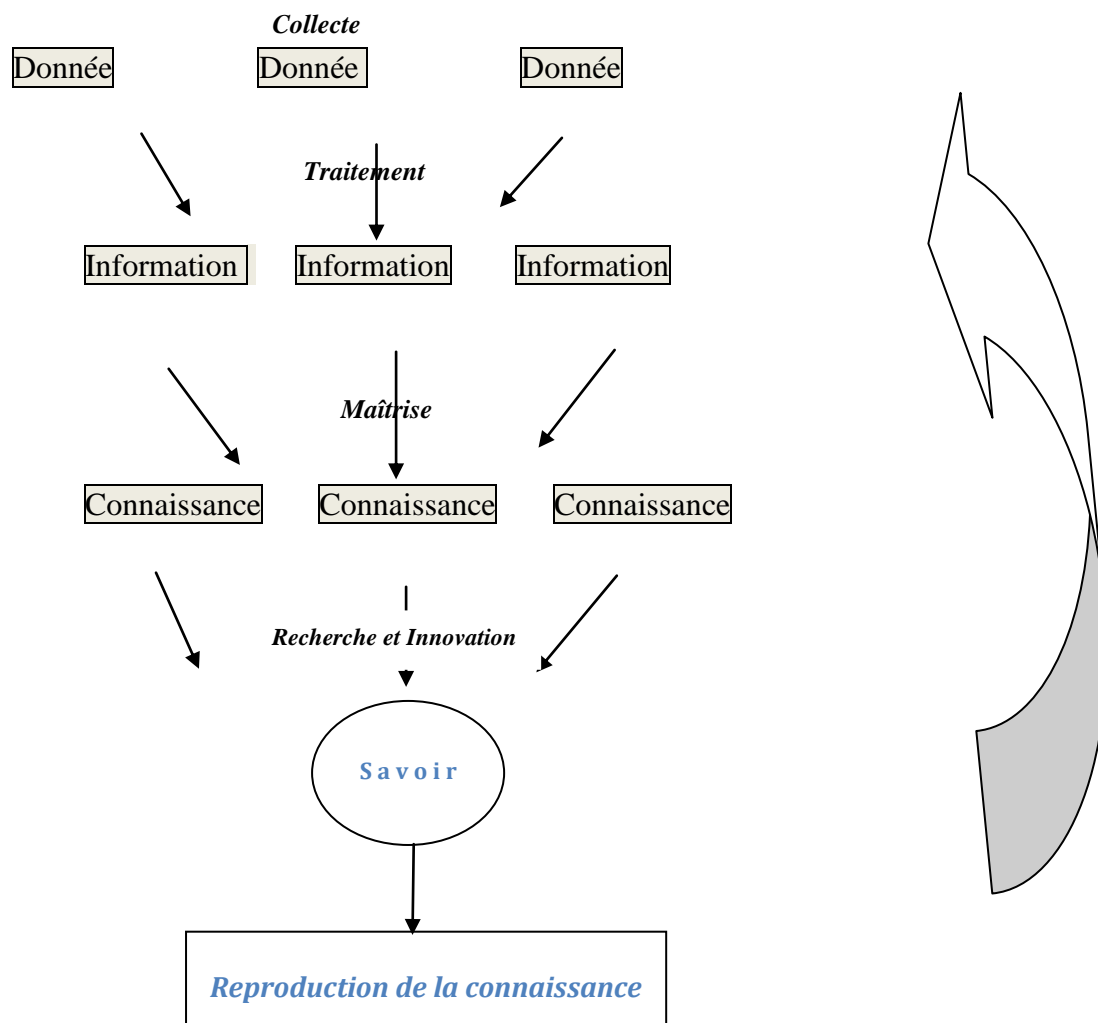 Collecte
Donnée Donnée Donnée
Traitement
Information Information Information
Maîtrise
Connaissance Connaissance Connaissance
Recherche et Innovation
Savoir
Reproduction de la connaissance